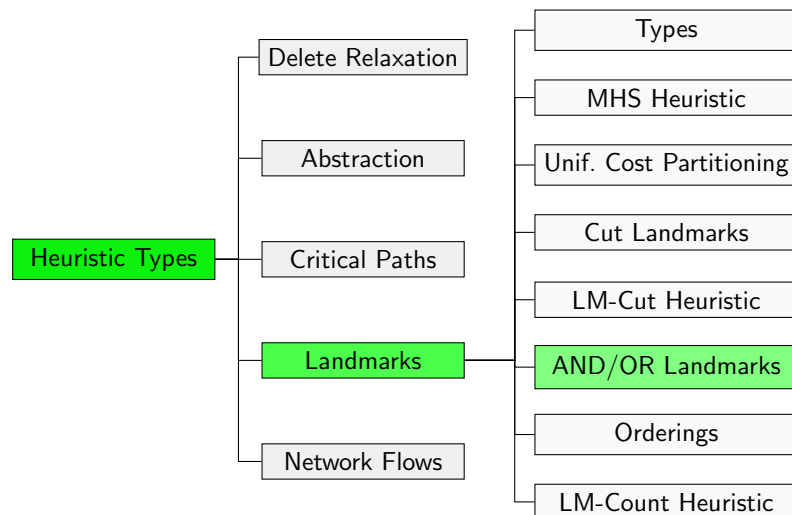 Heuristic Types
Delete Relaxation
Abstraction
Critical Paths
Landmarks
Network Flows
Types
MHS Heuristic
Unif. Cost Partitioning
Cut Landmarks
LM-Cut Heuristic
AND/OR Landmarks
Orderings
LM-Count Heuristic